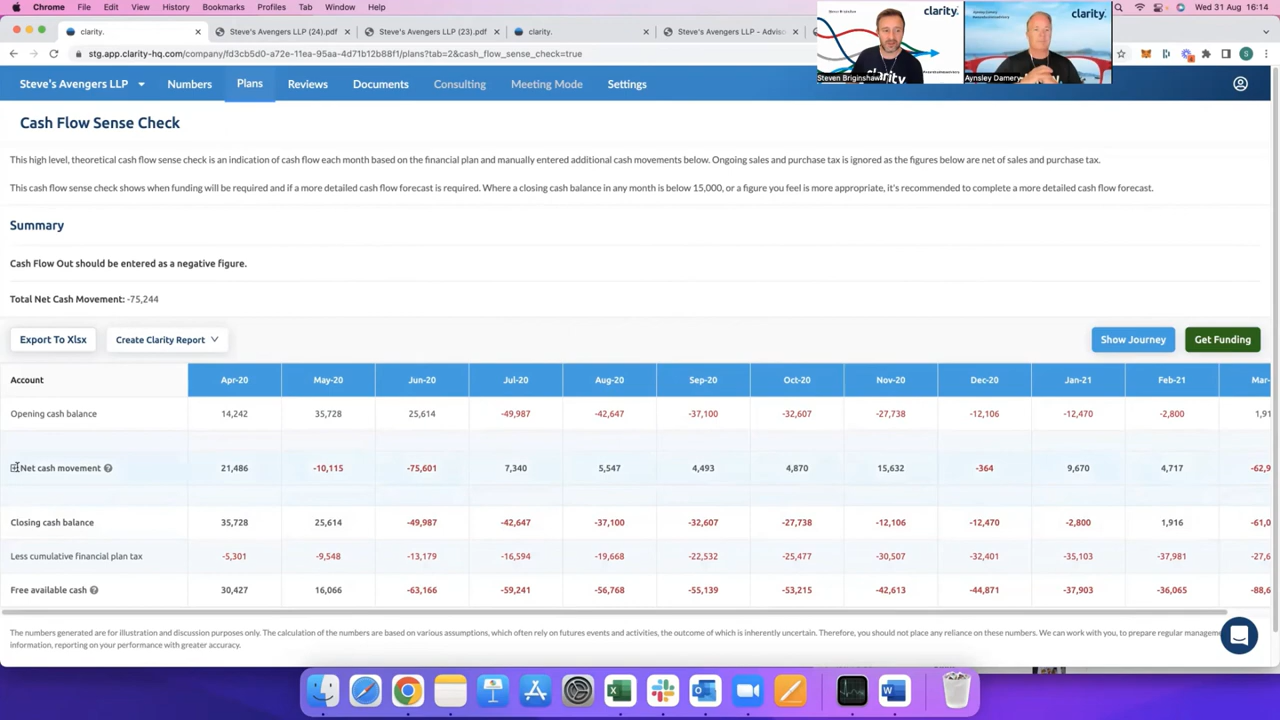 Chrome File Edit View History Bookmarks Profiles Tab Window Help
Wed 31 Aug 16:14
clarity.
Steve's Avengers LLP (24).pdf
Steve's Avengers LLP (23).pdf
clarity.
Steve's Avengers LLP - Advis
stg.app.clarity-hq.com/company/fd3cb5d0-a72e-11ea-95aa-4d71b12b88f1/plans?tab=2&cash_flow_sense_check=true
clarity.
Steven Briginshaw
clarity.
Aynsley Damery
Steve's Avengers LLP
Numbers
Plans
Reviews
Documents
Consulting
Meeting Mode
Settings
Cash Flow Sense Check
This high level, theoretical cash flow sense check is an indication of cash flow each month based on the financial plan and manually entered additional cash movements below. Ongoing sales and purchase tax is ignored as the figures below are net of sales and purchase tax.
This cash flow sense check shows when funding will be required and if a more detailed cash flow forecast is required. Where a closing cash balance in any month is below 15,000, or a figure you feel is more appropriate, it's recommended to complete a more detailed cash flow forecast.
Summary
Cash Flow Out should be entered as a negative figure.
Total Net Cash Movement: -75,244
Export To Xlsx
Create Clarity Report
Show Journey
Get Funding
Account Apr-20 May-20 Jun-20 Jul-20 Aug-20 Sep-20 Oct-20 Nov-20 Dec-20 Jan-21 Feb-21 Mar-
Opening cash balance 14,242 35,728 25,614 -49,987 -42,647 -37,100 -32,607 -27,738 -12,106 -12,470 -2,800 1,91
Net cash movement 21,486 -10,115 -75,601 7,340 5,547 4,493 4,870 15,632 -364 9,670 4,717 -62,9
Closing cash balance 35,728 25,614 -49,987 -42,647 -37,100 -32,607 -27,738 -12,106 -12,470 -2,800 1,916 -61,0
Less cumulative financial plan tax -5,301 -9,548 -13,179 -16,594 -19,668 -22,532 -25,477 -30,507 -32,401 -35,103 -37,981 -27,6
Free available cash 30,427 16,066 -63,166 -59,241 -56,768 -55,139 -53,215 -42,613 -44,871 -37,903 -36,065 -88,6
The numbers generated are for illustration and discussion purposes only. The calculation of the numbers are based on various assumptions, which often rely on futures events and activities, the outcome of which is inherently uncertain. Therefore, you should not place any reliance on these numbers. We can work with you, to prepare regular manageme
information, reporting on your performance with greater accuracy.